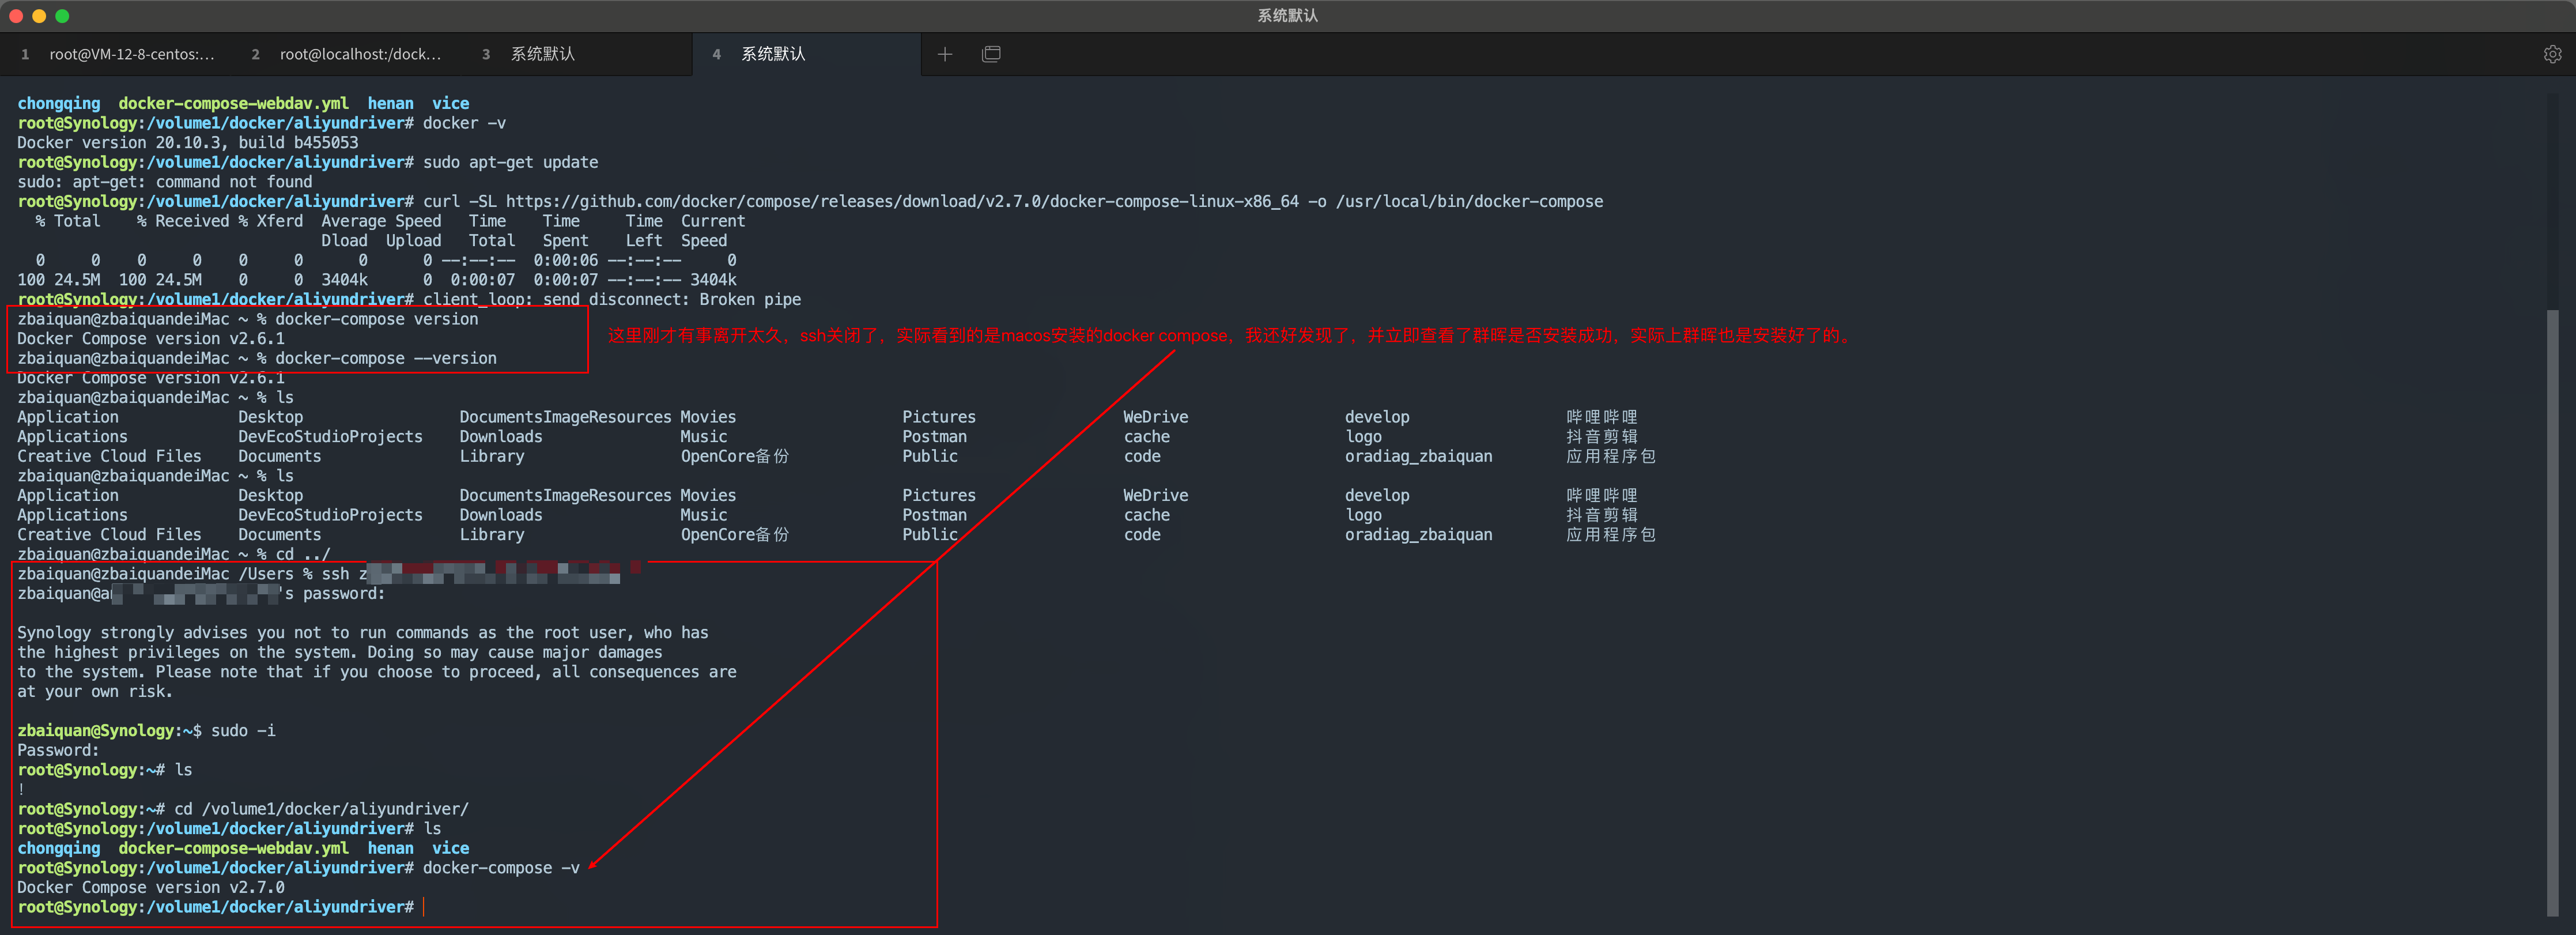 系统默认
1 root@VM-12-8-centos:... 2 root@localhost:/dock... 3 系统默认 4 系统默认
chongqing docker-compose-webdav.yml henan vice
root@Synology:/volume1/docker/aliyundriver# docker -v
Docker version 20.10.3, build b455053
root@Synology:/volume1/docker/aliyundriver# sudo apt-get update
sudo: apt-get: command not found
root@Synology:/volume1/docker/aliyundriver# curl -SL https://github.com/docker/compose/releases/download/v2.7.0/docker-compose-linux-x86_64 -o /usr/local/bin/docker-compose
% Total % Received % Xferd Average Speed Time Time Time Current
Dload Upload Total Spent Left Speed
0 0 0 0 0 0 0 0 --:--:-- 0:00:06 --:--:-- 0
100 24.5M 100 24.5M 0 0 3404k 0 0:00:07 0:00:07 --:--:-- 3404k
root@Synology:/volume1/docker/aliyundriver# client_loop: send disconnect: Broken pipe
zbaiquan@zbaiquandeiMac ~ % docker-compose version
Docker Compose version v2.6.1
这里刚才有事离开太久，ssh关闭了，实际看到的是macos安装的docker compose，我还好发现了，并立即查看了群晖是否安装成功，实际上群晖也是安装好了的。
zbaiquan@zbaiquandeiMac ~ % docker-compose --version
Docker Compose version v2.6.1
zbaiquan@zbaiquandeiMac ~ % ls
Application Desktop DocumentsImageResources Movies Pictures WeDrive develop 哔哩哔哩
Applications DevEcoStudioProjects Downloads Music Postman cache logo 抖音剪辑
Creative Cloud Files Documents Library OpenCore备份 Public code oradiag_zbaiquan 应用程序包
zbaiquan@zbaiquandeiMac ~ % ls
Application Desktop DocumentsImageResources Movies Pictures WeDrive develop 哔哩哔哩
Applications DevEcoStudioProjects Downloads Music Postman cache logo 抖音剪辑
Creative Cloud Files Documents Library OpenCore备份 Public code oradiag_zbaiquan 应用程序包
zbaiquan@zbaiquandeiMac ~ % cd ../
zbaiquan@zbaiquandeiMac /Users % ssh z
zbaiquan@a 's password:
Synology strongly advises you not to run commands as the root user, who has
the highest privileges on the system. Doing so may cause major damages
to the system. Please note that if you choose to proceed, all consequences are
at your own risk.
zbaiquan@Synology:~$ sudo -i
Password:
root@Synology:~# ls
!
root@Synology:~# cd /volume1/docker/aliyundriver/
root@Synology:/volume1/docker/aliyundriver# ls
chongqing docker-compose-webdav.yml henan vice
root@Synology:/volume1/docker/aliyundriver# docker-compose -v
Docker Compose version v2.7.0
root@Synology:/volume1/docker/aliyundriver#